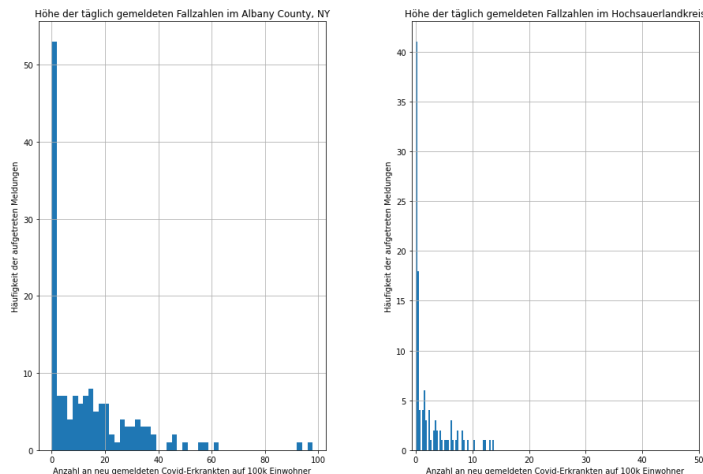 Höhe der täglich gemeldeten Fallzahlen im Albany County, NY
50
40
30
20
10
0
Häufigkeit der aufgetreten Meldungen
0 20 40 60 80 100
Anzahl an neu gemeldeten Covid-Erkrankten auf 100k Einwohner
Höhe der täglich gemeldeten Fallzahlen im Hochsauerlandkreis
40
35
30
25
20
15
10
5
0
Häufigkeit der aufgetreten Meldungen
0 10 20 30 40 50
Anzahl an neu gemeldeten Covid-Erkrankten auf 100k Einwohner